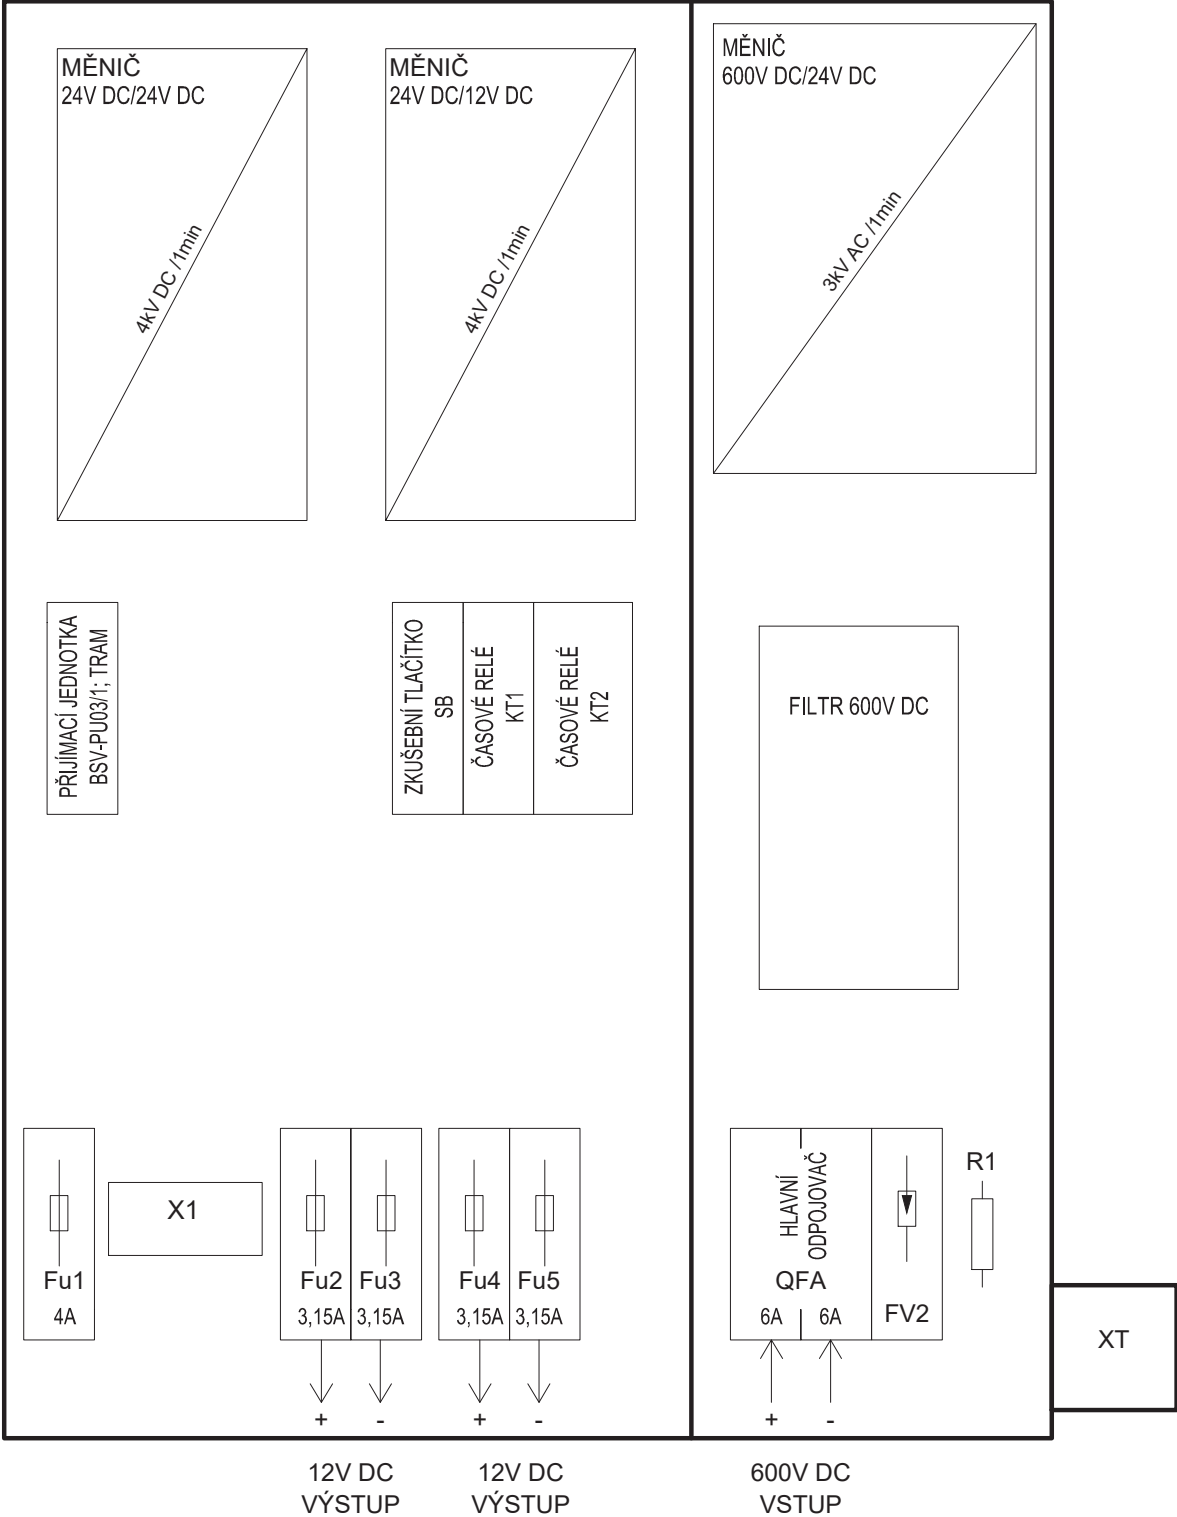 MĚNIČ
24V DC/24V DC
4kV DC /1min
MĚNIČ
24V DC/12V DC
4kV DC /1min
MĚNIČ
600V DC/24V DC
3kV AC /1min
PŘIJÍMACÍ JEDNOTKA
BSV-PU03/1; TRAM
ZKUŠEBNÍ TLAČÍTKO
SB
ČASOVÉ RELÉ
KT1
ČASOVÉ RELÉ
KT2
FILTR 600V DC
Fu1
4A
X1
Fu2
3,15A
Fu3
3,15A
Fu4
3,15A
Fu5
3,15A
HLAVNÍ
ODPOJOVAČ
QFA
6A
6A
FV2
R1
XT
+
-
+
-
+
-
12V DC
VÝSTUP
12V DC
VÝSTUP
600V DC
VSTUP